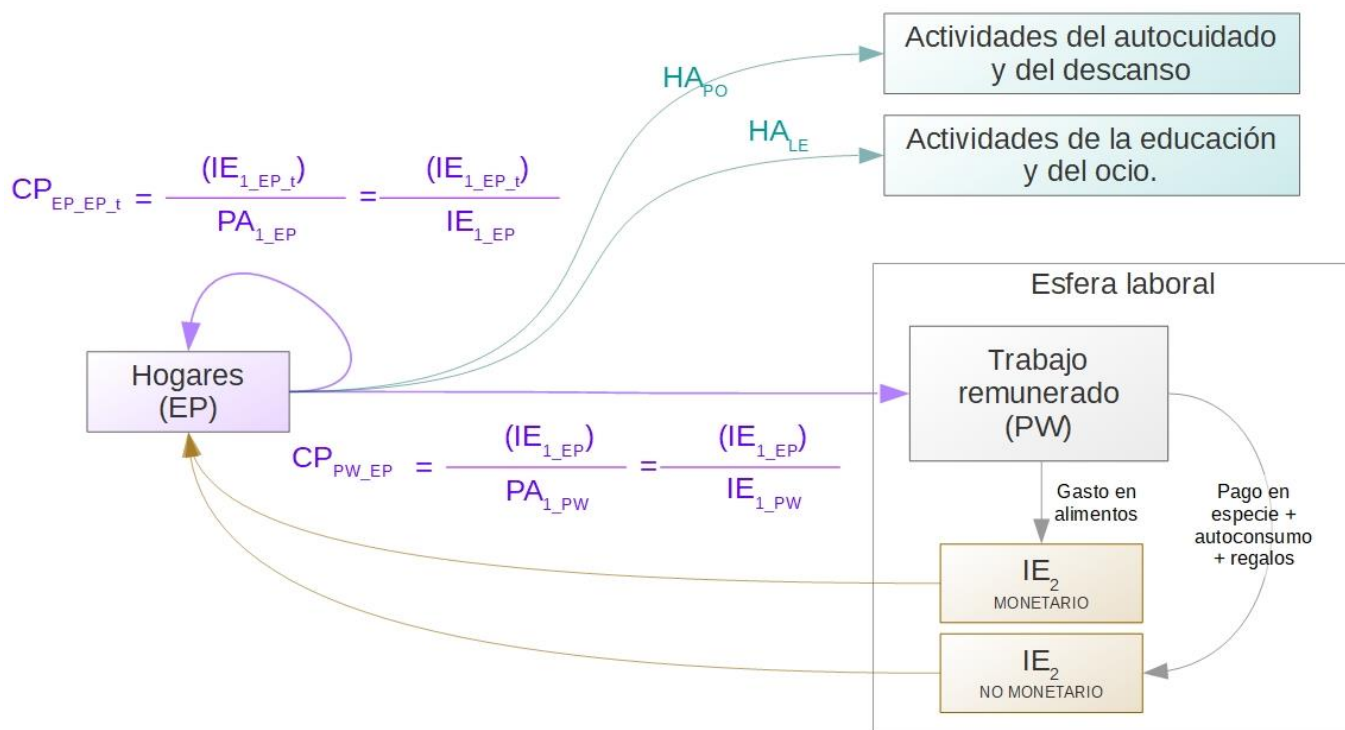 Actividades del autocuidado
y del descanso
HA_PO
HA_LE
Actividades de la educación
y del ocio.
CP_EP_EP_t = (IE_1_EP_t) / PA_1_EP = (IE_1_EP_t) / IE_1_EP
Esfera laboral
Hogares
(EP)
Trabajo
remunerado
(PW)
CP_PW_EP = (IE_1_EP) / PA_1_PW = (IE_1_EP) / IE_1_PW
Gasto en
alimentos
Pago en
especie +
autoconsumo
+ regalos
IE_2
MONETARIO
IE_2
NO MONETARIO